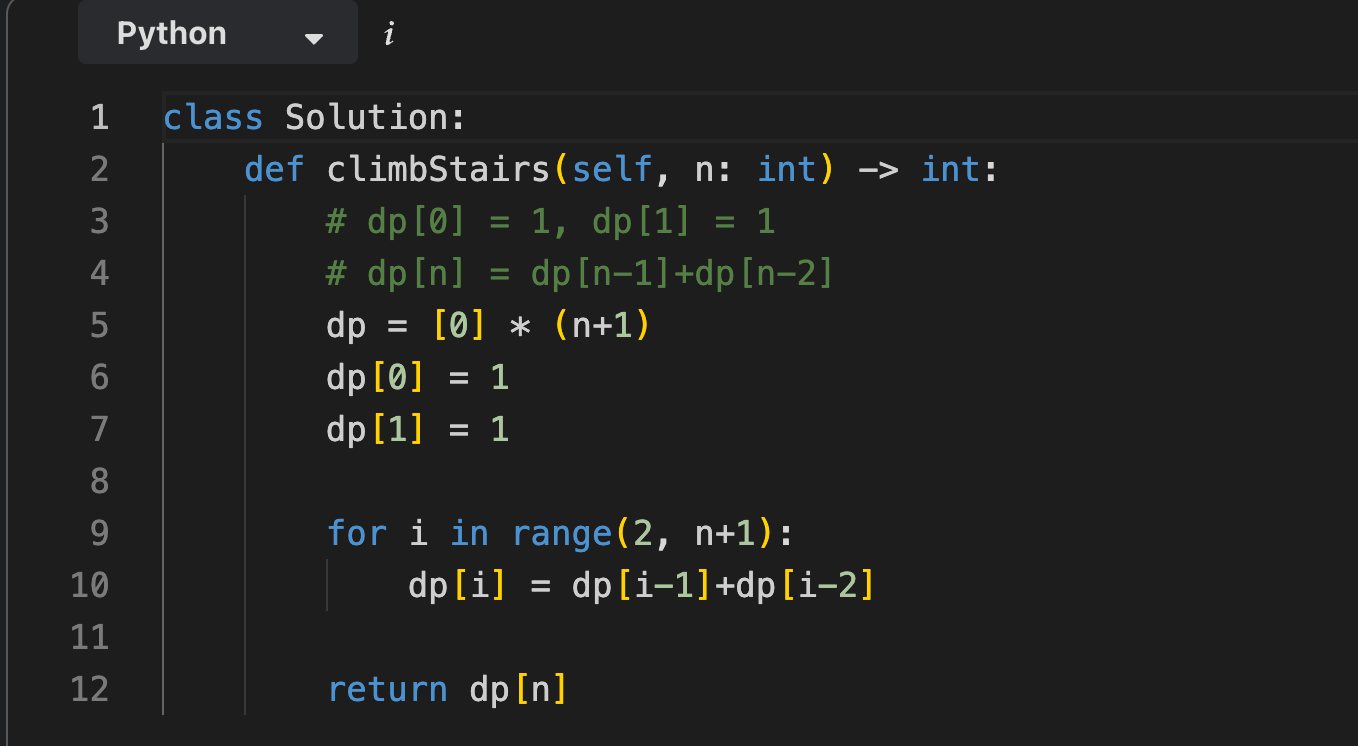 Python i
1 class Solution:
2     def climbStairs(self, n: int) -> int:
3         # dp[0] = 1, dp[1] = 1
4         # dp[n] = dp[n-1]+dp[n-2]
5         dp = [0] * (n+1)
6         dp[0] = 1
7         dp[1] = 1
8
9         for i in range(2, n+1):
10             dp[i] = dp[i-1]+dp[i-2]
11
12         return dp[n]